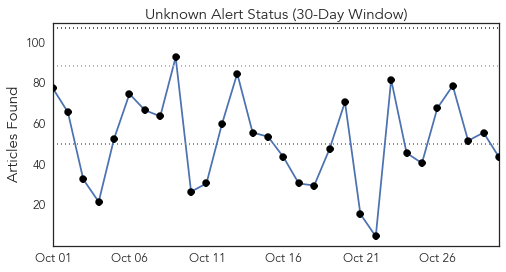 Unknown Alert Status (30-Day Window)
100
80
60
40
20
Articles Found
Oct 01 Oct 06 Oct 11 Oct 16 Oct 21 Oct 26